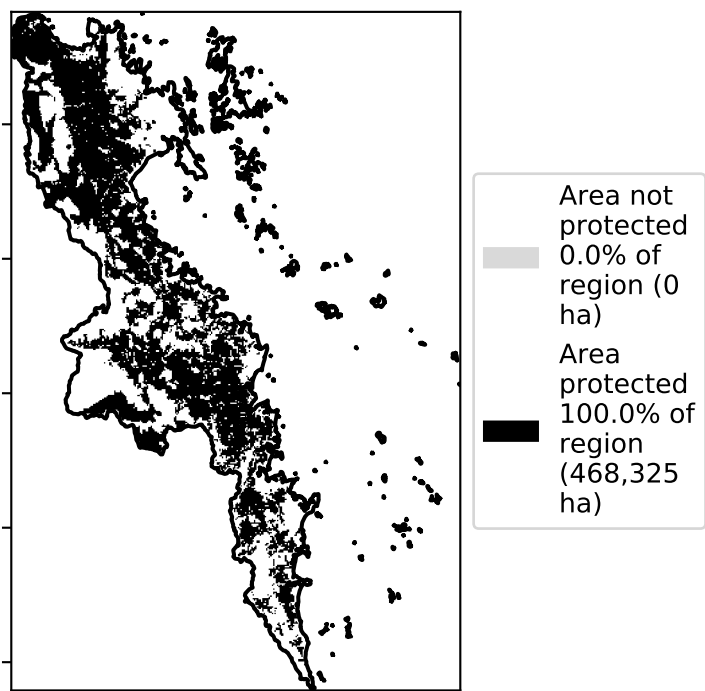 Area not
protected
0.0% of
region (0
ha)
Area
protected
100.0% of
region
(468,325
ha)